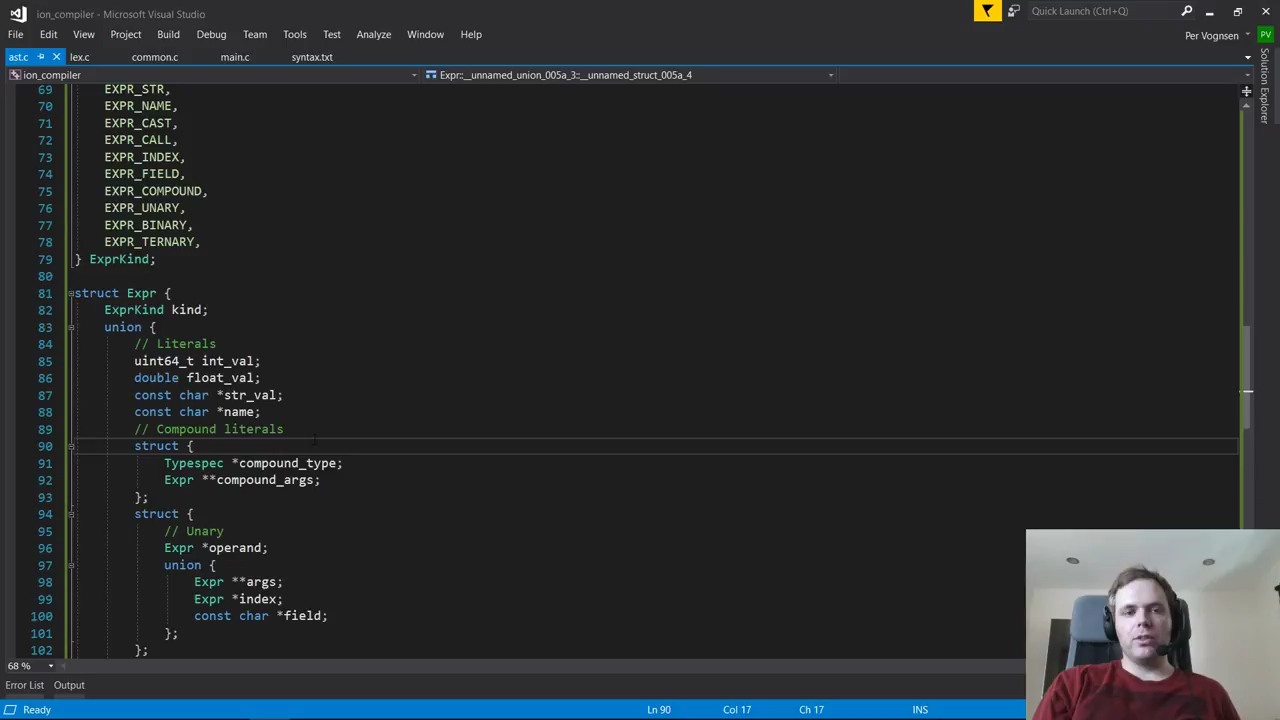 ion_compiler - Microsoft Visual Studio
Quick Launch (Ctrl+Q)
File Edit View Project Build Debug Team Tools Test Analyze Window Help
Per Vognsen PV
ast.c lex.c common.c main.c syntax.txt
Solution Explorer
ion_compiler Expr::__unnamed_union_005a_3::__unnamed_struct_005a_4
69 EXPR_STR,
70 EXPR_NAME,
71 EXPR_CAST,
72 EXPR_CALL,
73 EXPR_INDEX,
74 EXPR_FIELD,
75 EXPR_COMPOUND,
76 EXPR_UNARY,
77 EXPR_BINARY,
78 EXPR_TERNARY,
79 } ExprKind;
80
81 struct Expr {
82 ExprKind kind;
83 union {
84 // Literals
85 uint64_t int_val;
86 double float_val;
87 const char *str_val;
88 const char *name;
89 // Compound literals
90 struct {
91 Typespec *compound_type;
92 Expr **compound_args;
93 };
94 struct {
95 // Unary
96 Expr *operand;
97 union {
98 Expr **args;
99 Expr *index;
100 const char *field;
101 };
102 };
68 %
Error List Output
Ready Ln 90 Col 17 Ch 17 INS